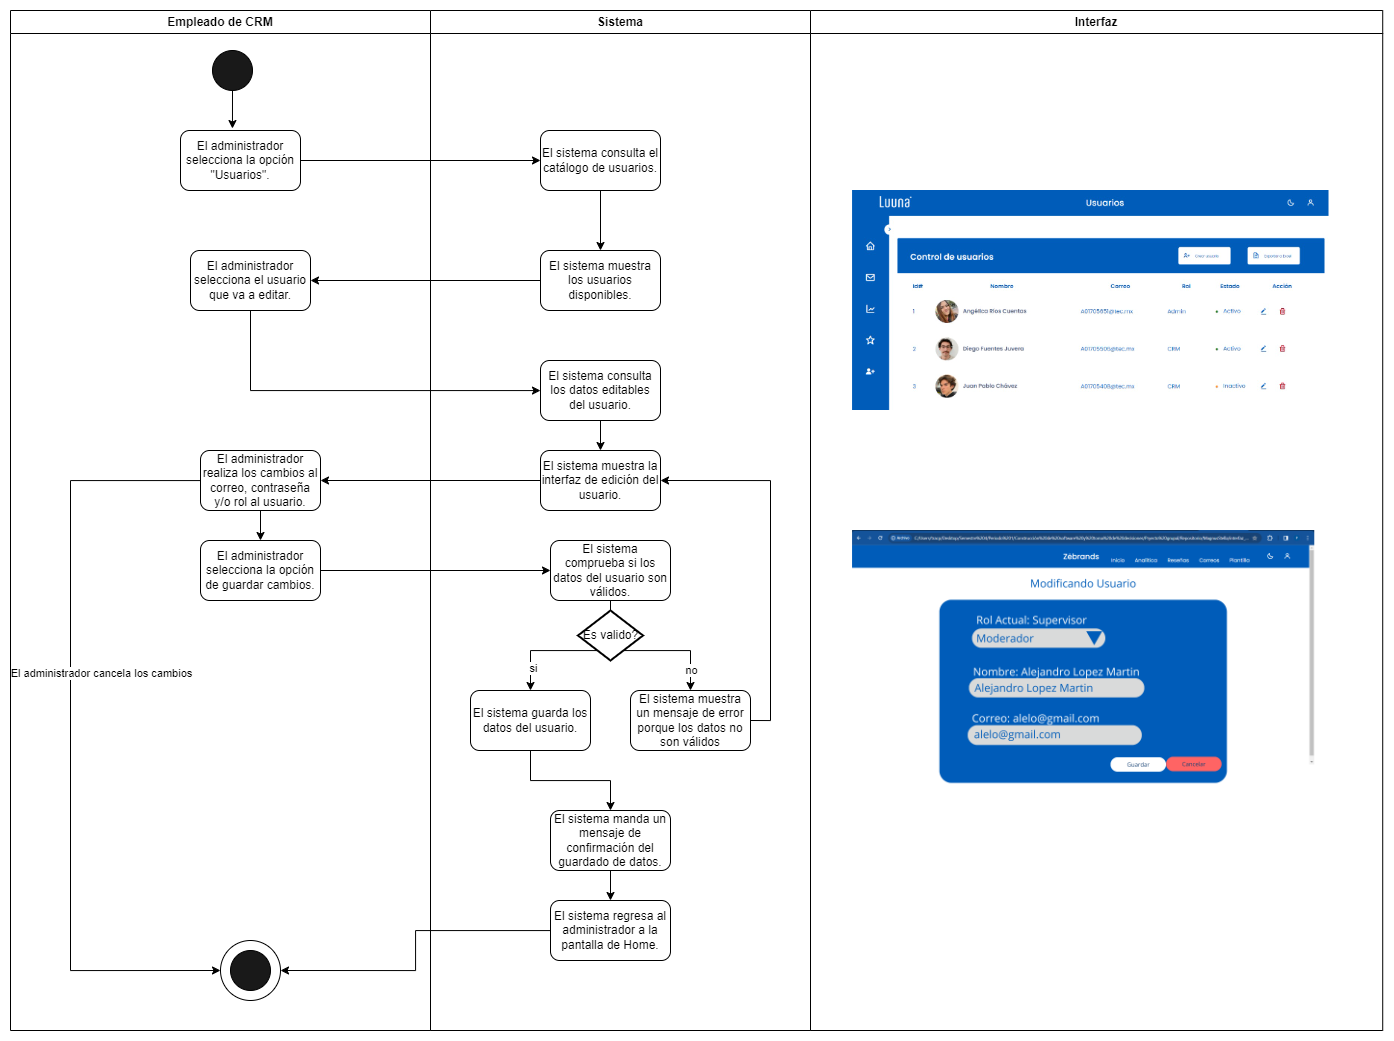 Empleado de CRM
Sistema
Interfaz
El administrador
selecciona la opción
"Usuarios".
El sistema consulta el
catálogo de usuarios.
El administrador
selecciona el usuario
que va a editar.
El sistema muestra
los usuarios
disponibles.
El sistema consulta
los datos editables
del usuario.
El administrador
realiza los cambios al
correo, contraseña
y/o rol al usuario.
El sistema muestra la
interfaz de edición del
usuario.
El administrador
selecciona la opción
de guardar cambios.
El sistema
comprueba si los
datos del usuario son
válidos.
Es valido?
si
no
El administrador cancela los cambios
El sistema guarda los
datos del usuario.
El sistema muestra
un mensaje de error
porque los datos no
son válidos
El sistema manda un
mensaje de
confirmación del
guardado de datos.
El sistema regresa al
administrador a la
pantalla de Home.
Luuna
Usuarios
Control de usuarios
Crear usuario
Exportar a Excel
Id# Nombre Correo Rol Estado Acción
1 Angélica Ríos Cuentas A01705651@tec.mx Admin Activo
2 Diego Fuentes Juvera A01705506@tec.mx CRM Activo
3 Juan Pablo Chávez A01705408@tec.mx CRM Inactivo
Archivo
Zebrands Inicio Analítica Reseñas Correos Plantilla
Modificando Usuario
Rol Actual: Supervisor
Moderador
Nombre: Alejandro Lopez Martin
Alejandro Lopez Martin
Correo: alelo@gmail.com
alelo@gmail.com
Guardar Cancelar